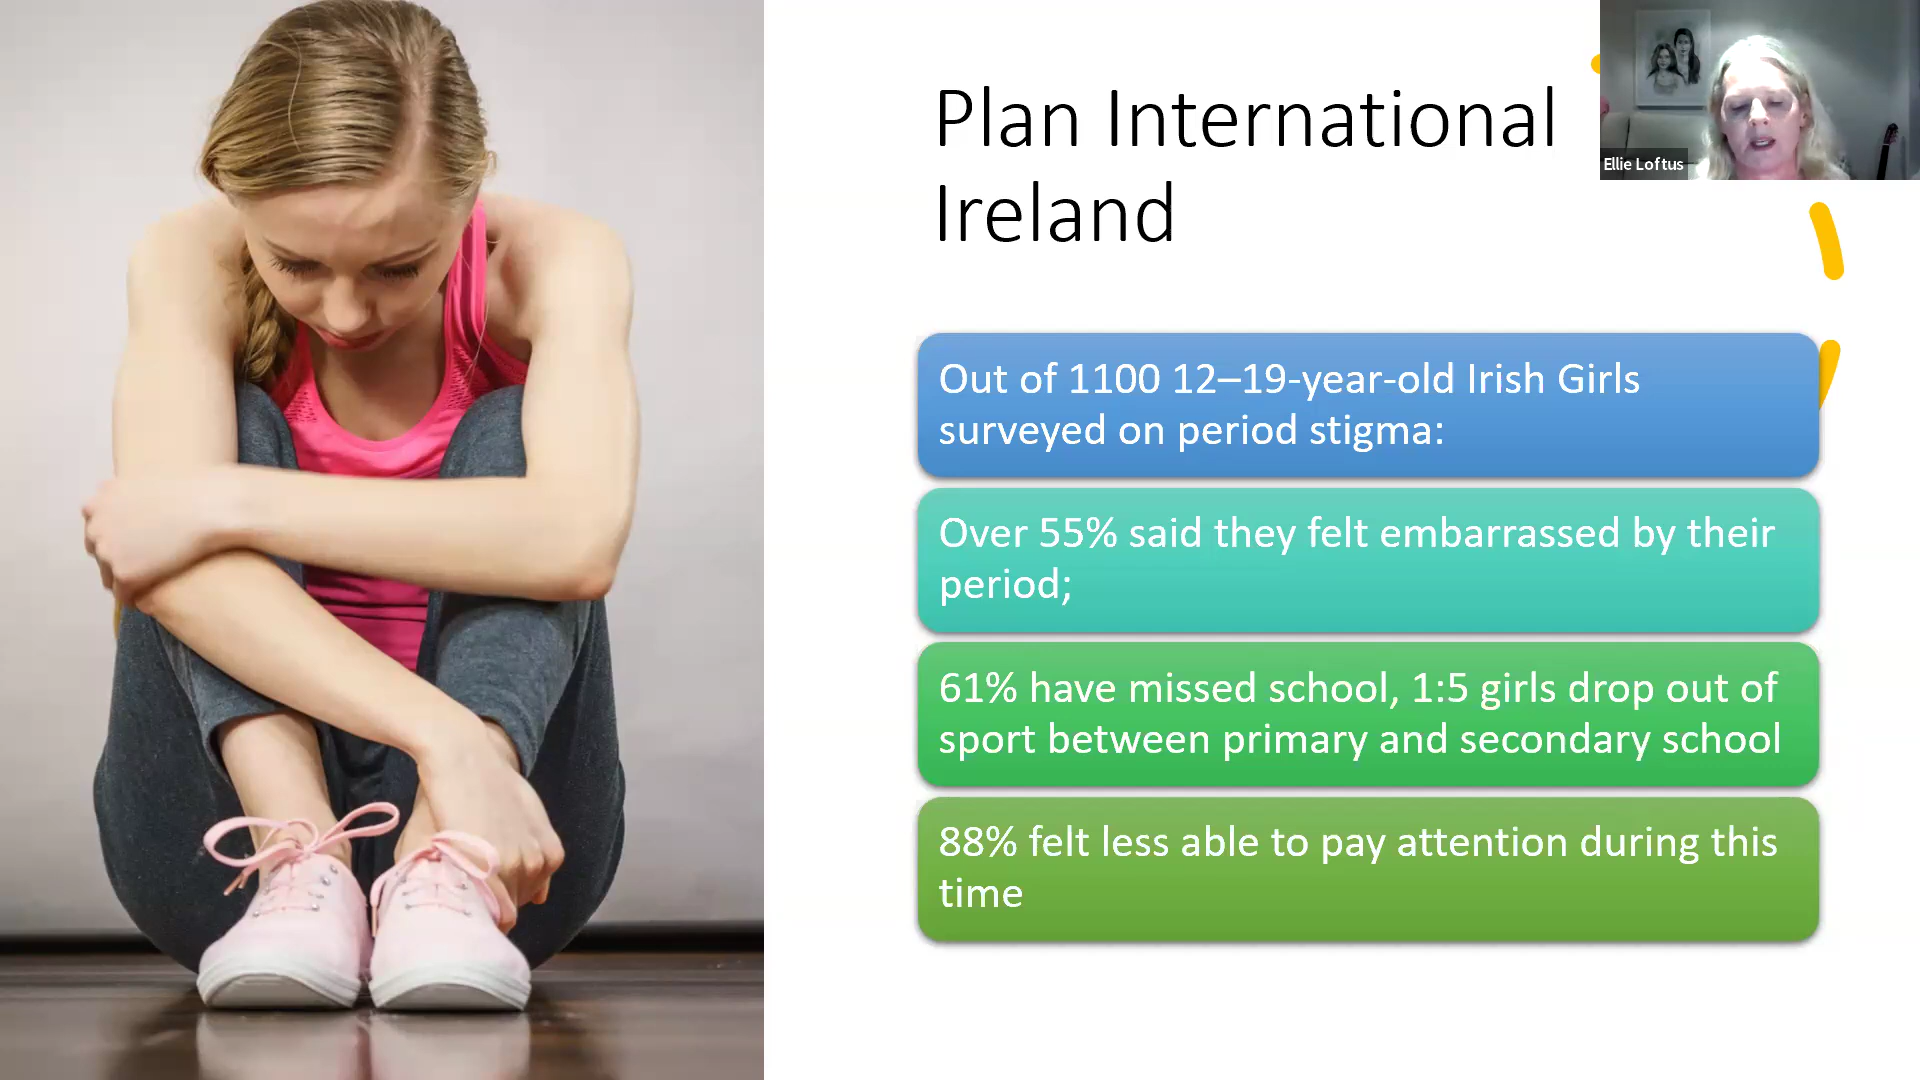 Plan International
Ireland
Ellie Loftus
Out of 1100 12–19-year-old Irish Girls
surveyed on period stigma:
Over 55% said they felt embarrassed by their
period;
61% have missed school, 1:5 girls drop out of
sport between primary and secondary school
88% felt less able to pay attention during this
time